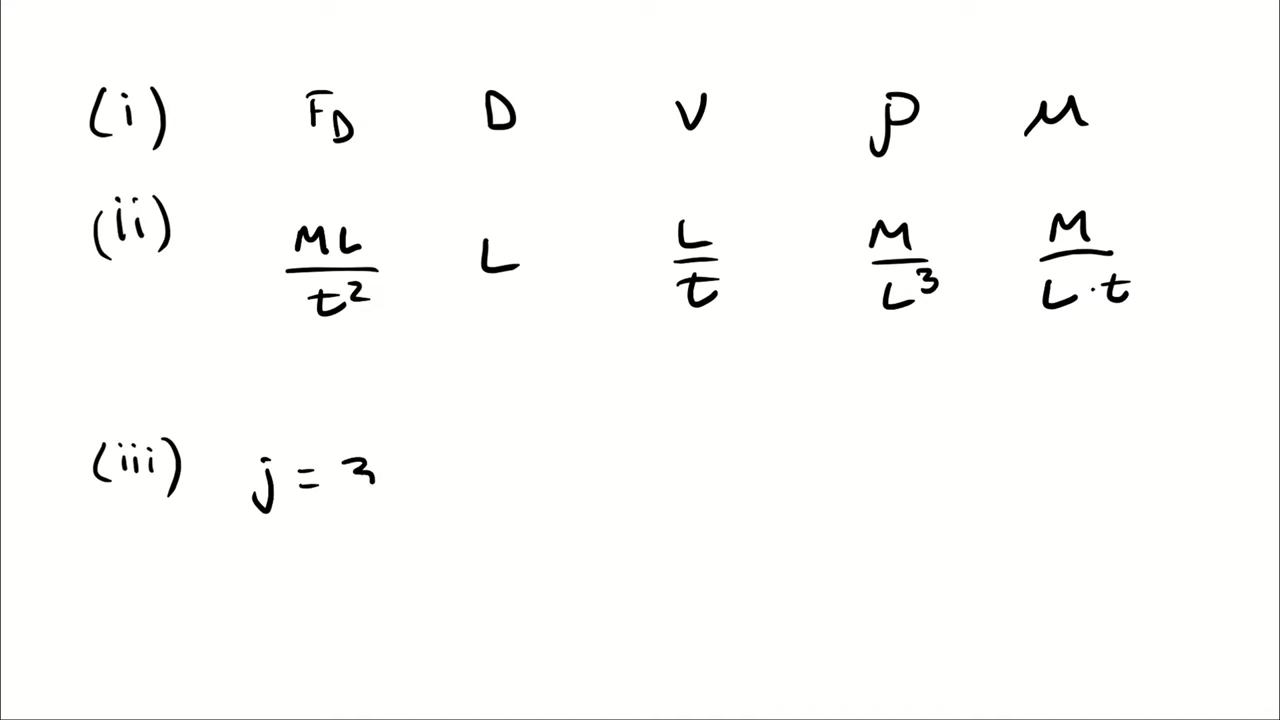 (i) F_D D V ρ μ
(ii) ML/t² L L/t M/L³ M/L·t
(iii) j = 3